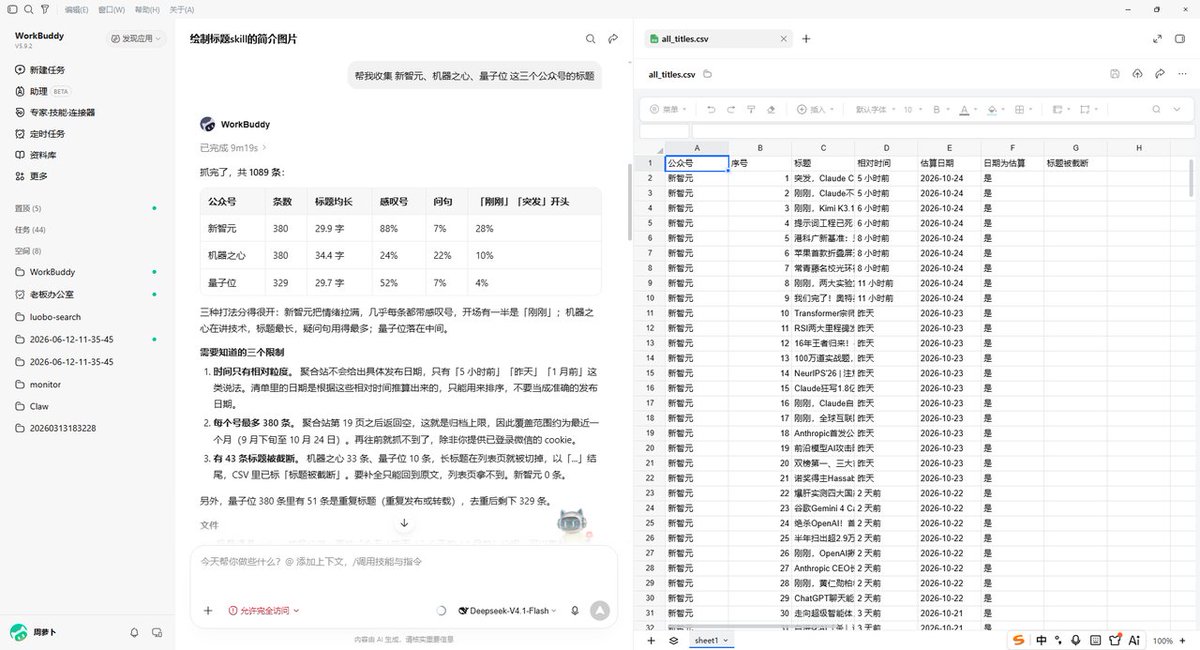 编辑(E) 窗口(W) 帮助(H) 关于(A)
WorkBuddy
v5.9.2
发现应用
新建任务
助理 BETA
专家·技能·连接器
定时任务
资料库
更多
置顶 (5)
任务 (44)
空间 (8)
WorkBuddy
老板办公室
luobo-search
2026-06-12-11-35-45
2026-06-12-11-35-45
monitor
Claw
20260313183228
周萝卜
绘制标题skill的简介图片
帮我收集 新智元、机器之心、量子位 这三个公众号的标题
WorkBuddy
已完成 9m19s
抓完了，共 1089 条：
公众号 条数 标题均长 感叹号 问句 「刚刚」「突发」开头
新智元 380 29.9 字 88% 7% 28%
机器之心 380 34.4 字 24% 22% 10%
量子位 329 29.7 字 52% 7% 4%
三种打法分得很开：新智元把情绪拉满，几乎每条都带感叹号，开场有一半是「刚刚」；机器之
心在讲技术，标题最长，疑问句用得最多；量子位落在中间。
需要知道的三个限制
1. 时间只有相对粒度。 聚合站不会给出具体发布日期，只有「5 小时前」「昨天」「1 月前」这
类说法。清单里的日期是根据这些相对时间推算出来的，只能用来排序，不要当成准确的发布
日期。
2. 每个号最多 380 条。 聚合站第 19 页之后返回空，这就是归档上限，因此覆盖范围约为最近一
个月（9 月下旬至 10 月 24 日）。再往前就抓不到了，除非你提供已登录微信的 cookie。
3. 有 43 条标题被截断。 机器之心 33 条、量子位 10 条，长标题在列表页就被切掉，以「...」结
尾，CSV 里已标「标题被截断」。要补全只能回到原文，列表页拿不到。新智元 0 条。
另外，量子位 380 条里有 51 条是重复标题（重复发布或转载），去重后剩下 329 条。
文件
今天帮你做些什么? @ 添加上下文，/调用技能与指令
允许完全访问
Deepseek-V4.1-Flash
内容由 AI 生成，请核实重要信息
all_titles.csv
all_titles.csv
菜单 插入 默认字体 10 B A
A B C D E F G H
1 公众号 序号 标题 相对时间 估算日期 日期为估算 标题被截断
2 新智元 1 突发，Claude C 5 小时前 2026-10-24 是
3 新智元 2 刚刚，Claude不 5 小时前 2026-10-24 是
4 新智元 3 刚刚，Kimi K3.1 6 小时前 2026-10-24 是
5 新智元 4 提示词工程已死 6 小时前 2026-10-24 是
6 新智元 5 港科广新基准： 8 小时前 2026-10-24 是
7 新智元 6 苹果首款折叠屏 8 小时前 2026-10-24 是
8 新智元 7 常青藤名校光环 8 小时前 2026-10-24 是
9 新智元 8 刚刚，两大实验 11 小时前 2026-10-24 是
10 新智元 9 我们完了！奥特 11 小时前 2026-10-24 是
11 新智元 10 Transformer宗师 昨天 2026-10-23 是
12 新智元 11 RSI两大里程碑 昨天 2026-10-23 是
13 新智元 12 16年王者归来！ 昨天 2026-10-23 是
14 新智元 13 100万道实战题， 昨天 2026-10-23 是
15 新智元 14 NeurIPS'26 | 注 昨天 2026-10-23 是
16 新智元 15 Claude狂写1.8亿 昨天 2026-10-23 是
17 新智元 16 刚刚，Claude自 昨天 2026-10-23 是
18 新智元 17 刚刚，全球互联 昨天 2026-10-23 是
19 新智元 18 Anthropic首发公 昨天 2026-10-23 是
20 新智元 19 前沿模型AI攻击 昨天 2026-10-23 是
21 新智元 20 双榜第一、三大 昨天 2026-10-23 是
22 新智元 21 诺奖得主Hassab 昨天 2026-10-23 是
23 新智元 22 爆肝实测四大国 2 天前 2026-10-22 是
24 新智元 23 谷歌Gemini 4 Ca 2 天前 2026-10-22 是
25 新智元 24 绝杀OpenAI！首 2 天前 2026-10-22 是
26 新智元 25 半年扫出超2.9万 2 天前 2026-10-22 是
27 新智元 26 刚刚，OpenAI 2 天前 2026-10-22 是
28 新智元 27 Anthropic CEO 2 天前 2026-10-22 是
29 新智元 28 刚刚，黄仁勋 2 天前 2026-10-22 是
30 新智元 29 ChatGPT聊天能 2 天前 2026-10-22 是
31 新智元 30 走向超级智能体 3 天前 2026-10-21 是
32 新智元 31 3 天前 2026-10-21 是
sheet1
中 Ai 100%